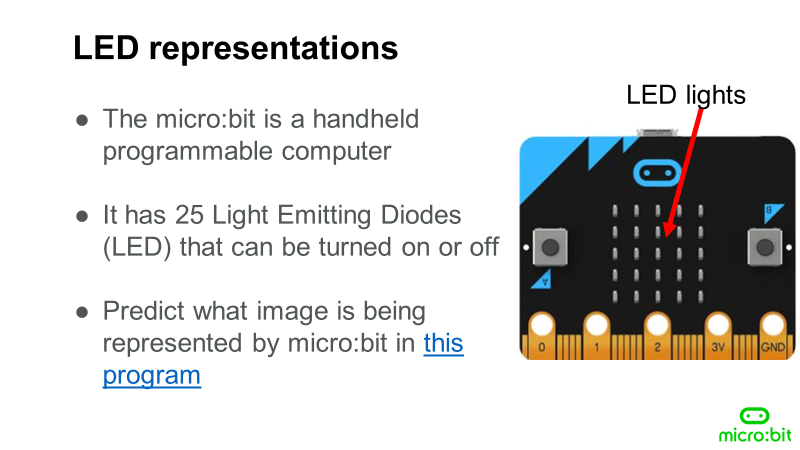 LED representations
● The micro:bit is a handheld
programmable computer
● It has 25 Light Emitting Diodes
(LED) that can be turned on or off
● Predict what image is being
represented by micro:bit in this
program
LED lights
B
A
0 1 2 3V GND
micro:bit